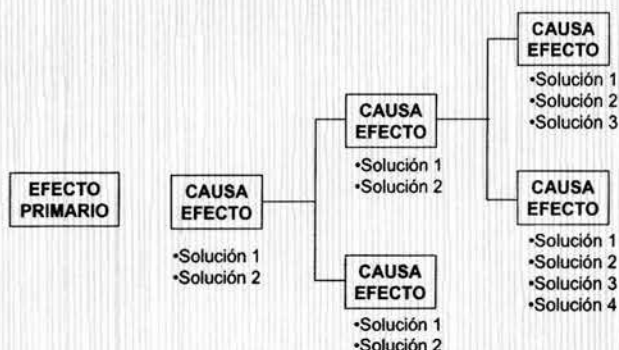 EFECTO
PRIMARIO
CAUSA
EFECTO
•Solución 1
•Solución 2
CAUSA
EFECTO
•Solución 1
•Solución 2
CAUSA
EFECTO
•Solución 1
•Solución 2
CAUSA
EFECTO
•Solución 1
•Solución 2
•Solución 3
CAUSA
EFECTO
•Solución 1
•Solución 2
•Solución 3
•Solución 4